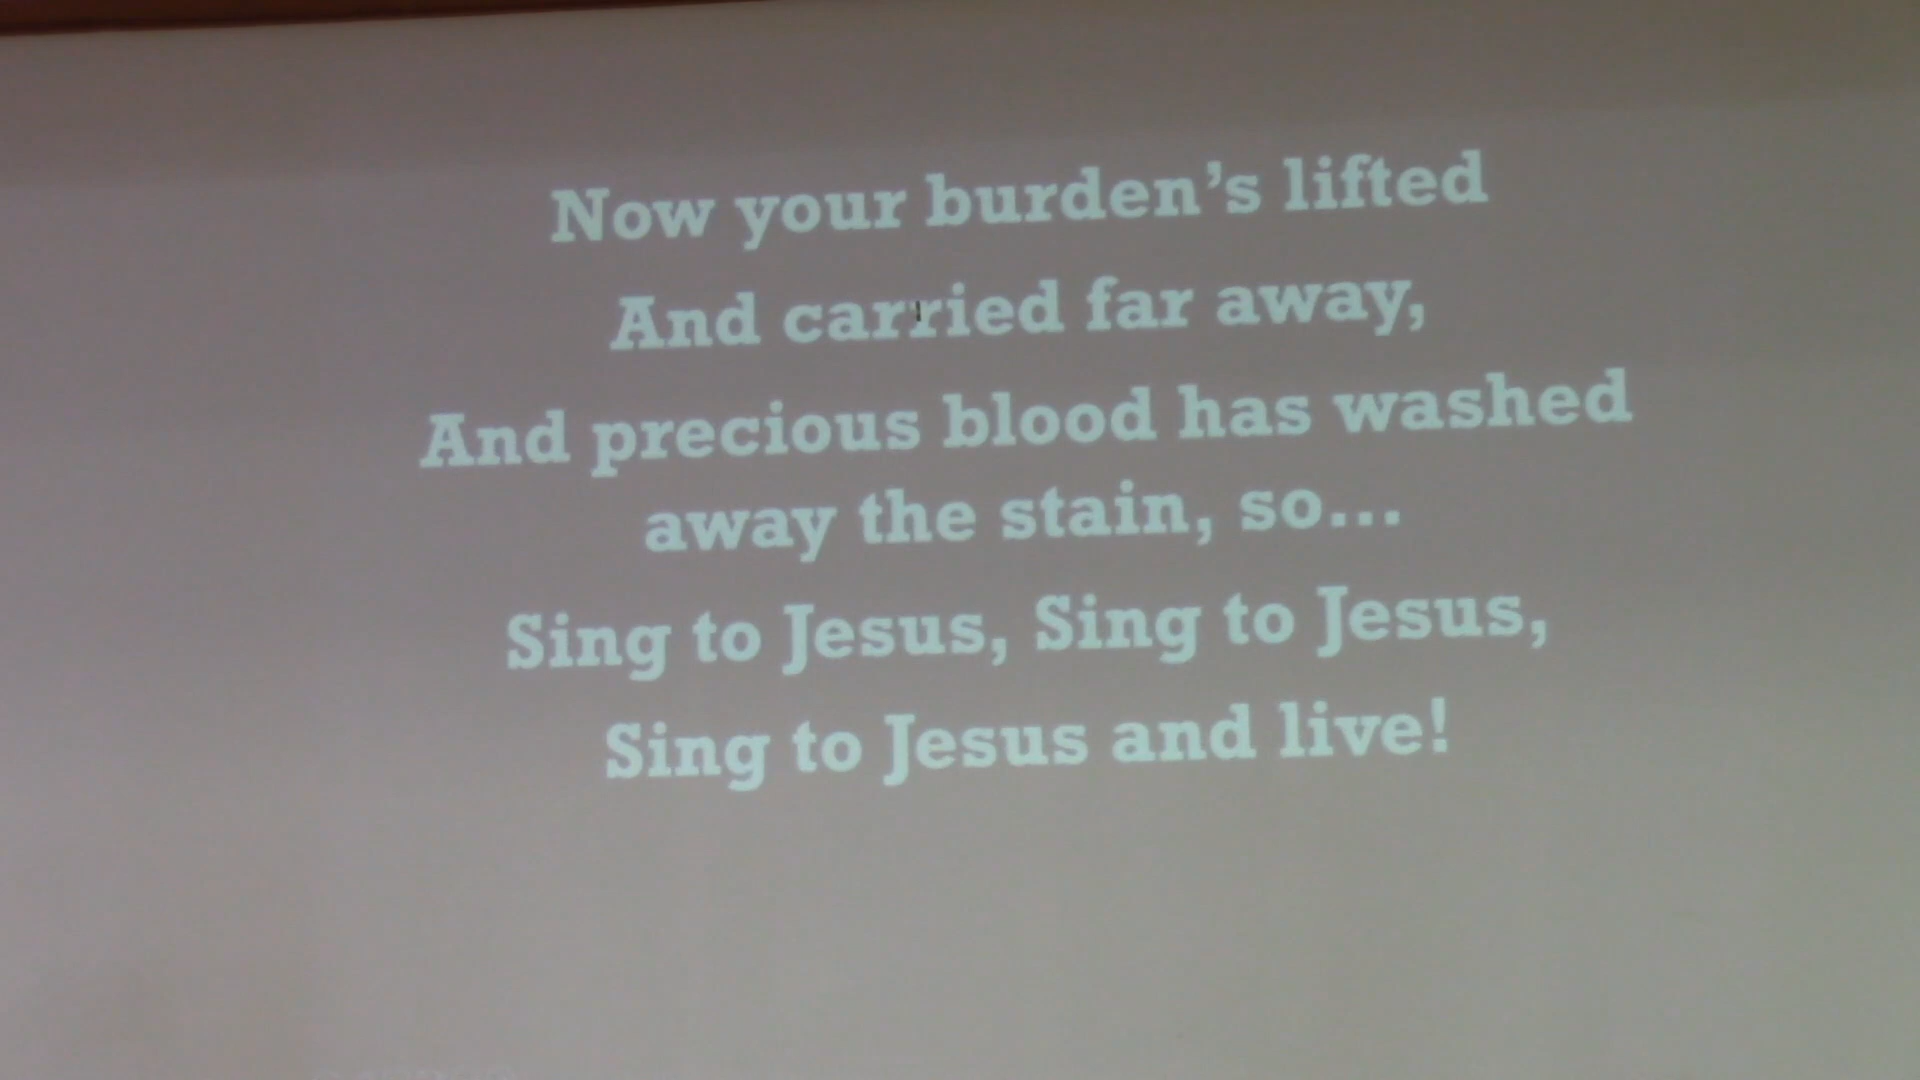 Now your burden's lifted
And carried far away,
And precious blood has washed
away the stain, so...
Sing to Jesus, Sing to Jesus,
Sing to Jesus and live!